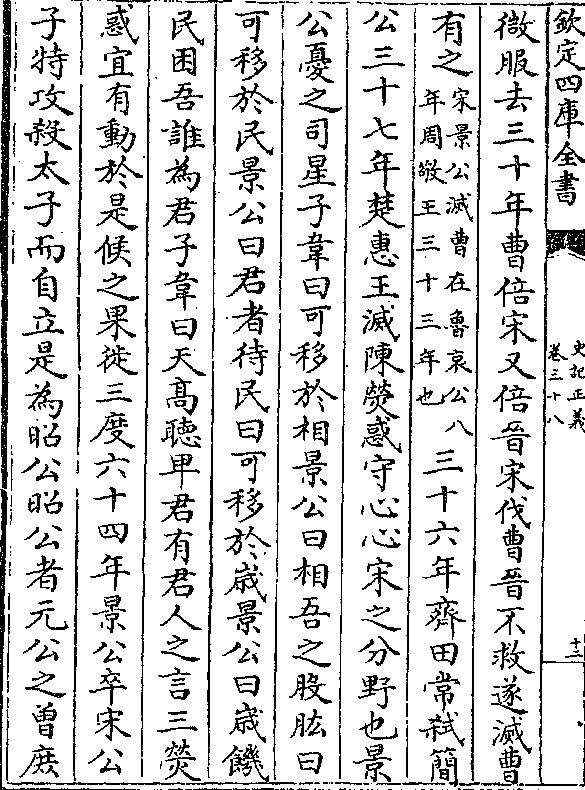 欽定四庫全書
史記正義
卷三十八
十三
微服去三十年曹倍宋又倍晉宋伐曹晉不救遂滅曹
有之
宋景公滅曹在魯哀公八
年周敬王三十三年也
三十六年齊田常弒簡
公三十七年楚惠王滅陳熒惑守心心宋之分野也景
公憂之司星子韋曰可移於相景公曰相吾之股肱曰
可移於民景公曰君者待民曰可移於歲景公曰歲饑
民困吾誰為君子韋曰天髙聽卑君有君人之言三熒
惑宜有動於是候之果徙三度六十四年景公卒宋公
子特攻殺太子而自立是為昭公昭公者元公之曽庶